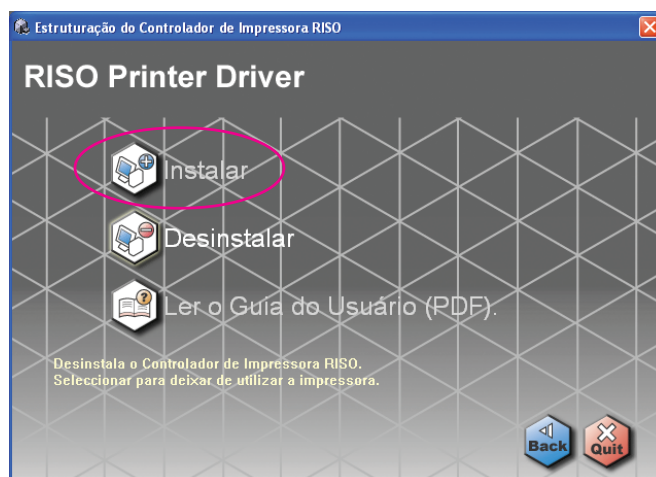 Estruturação do Controlador de Impressora RISO
RISO Printer Driver
Instalar
Desinstalar
Ler o Guia do Usuário (PDF).
Desinstala o Controlador de Impressora RISO.
Seleccionar para deixar de utilizar a impressora.
Back
Quit